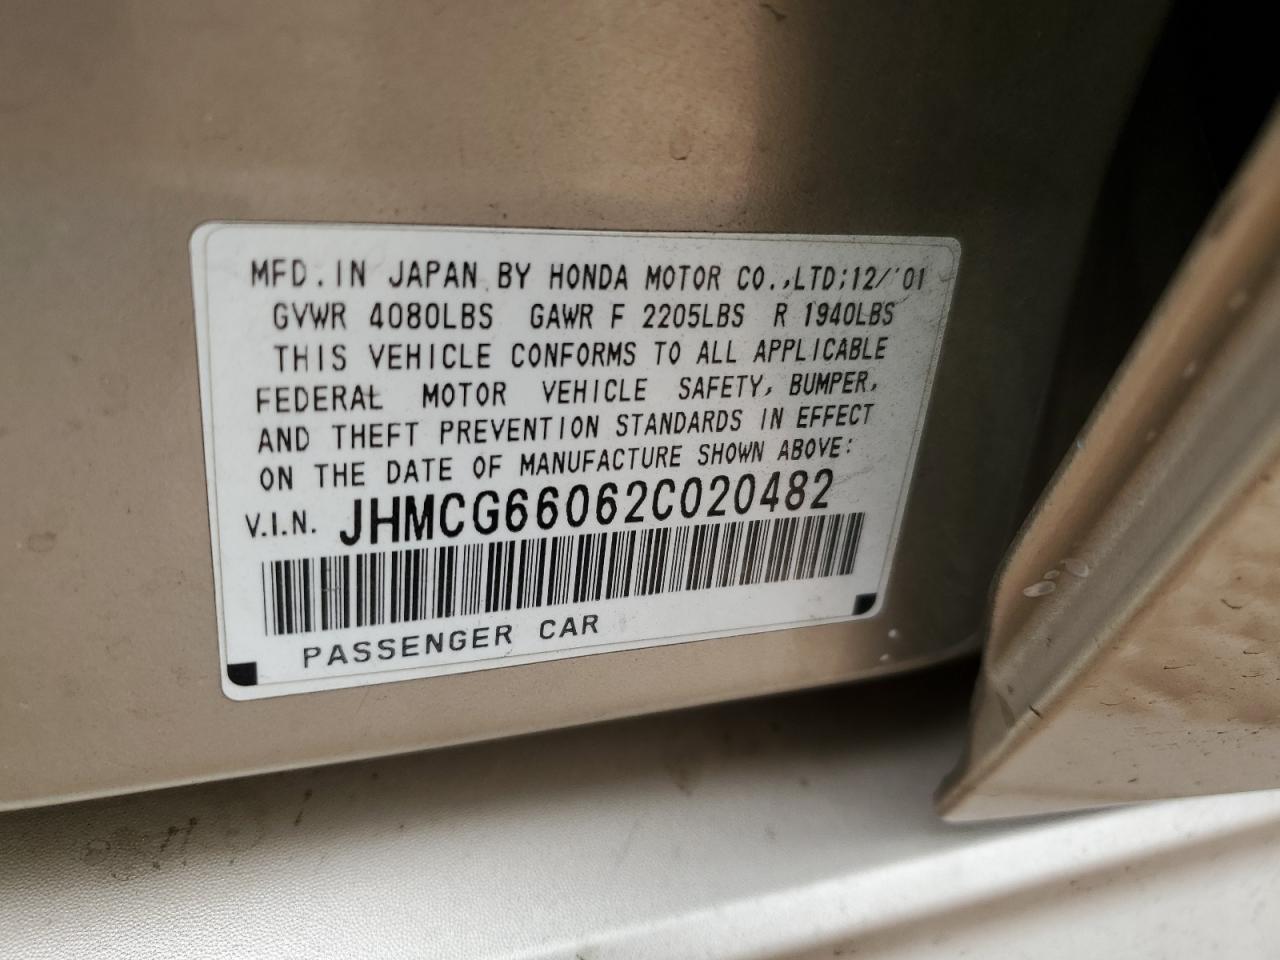 MFD. IN JAPAN BY HONDA MOTOR CO.,LTD;12/'01
GVWR 4080LBS GAWR F 2205LBS R 1940LBS
THIS VEHICLE CONFORMS TO ALL APPLICABLE
FEDERAL MOTOR VEHICLE SAFETY, BUMPER,
AND THEFT PREVENTION STANDARDS IN EFFECT
ON THE DATE OF MANUFACTURE SHOWN ABOVE:
V.I.N. JHMCG66062C020482
PASSENGER CAR